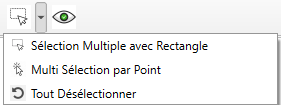 Sélection Multiple avec Rectangle
Multi Sélection par Point
Tout Désélectionner